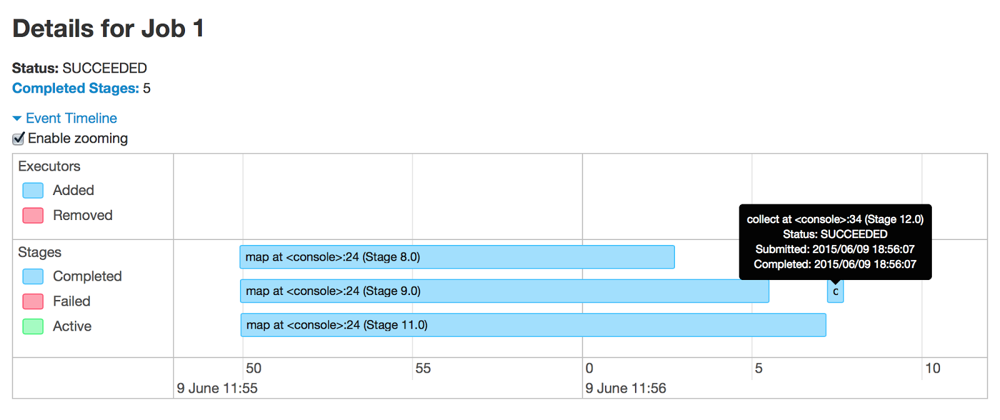 Details for Job 1
Status: SUCCEEDED
Completed Stages: 5
Event Timeline
Enable zooming
Executors
Added
Removed
collect at <console>:34 (Stage 12.0)
Status: SUCCEEDED
Submitted: 2015/06/09 18:56:07
Completed: 2015/06/09 18:56:07
Stages
Completed
Failed
Active
map at <console>:24 (Stage 8.0)
map at <console>:24 (Stage 9.0)
c
map at <console>:24 (Stage 11.0)
50 55 0 5 10
9 June 11:55 9 June 11:56